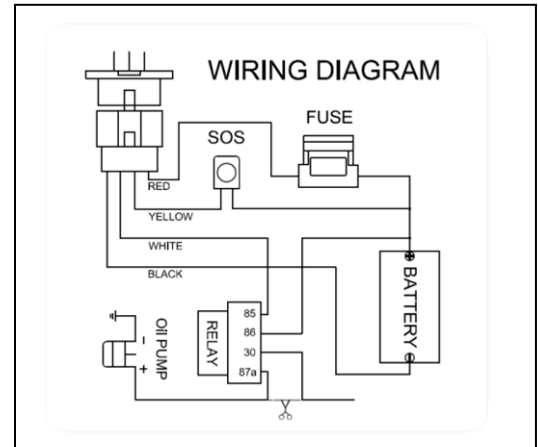 WIRING DIAGRAM
FUSE
SOS
RED
YELLOW
WHITE
BLACK
85
86
30
87a
RELAY
Oil PUMP
-
+
+
BATTERY
-